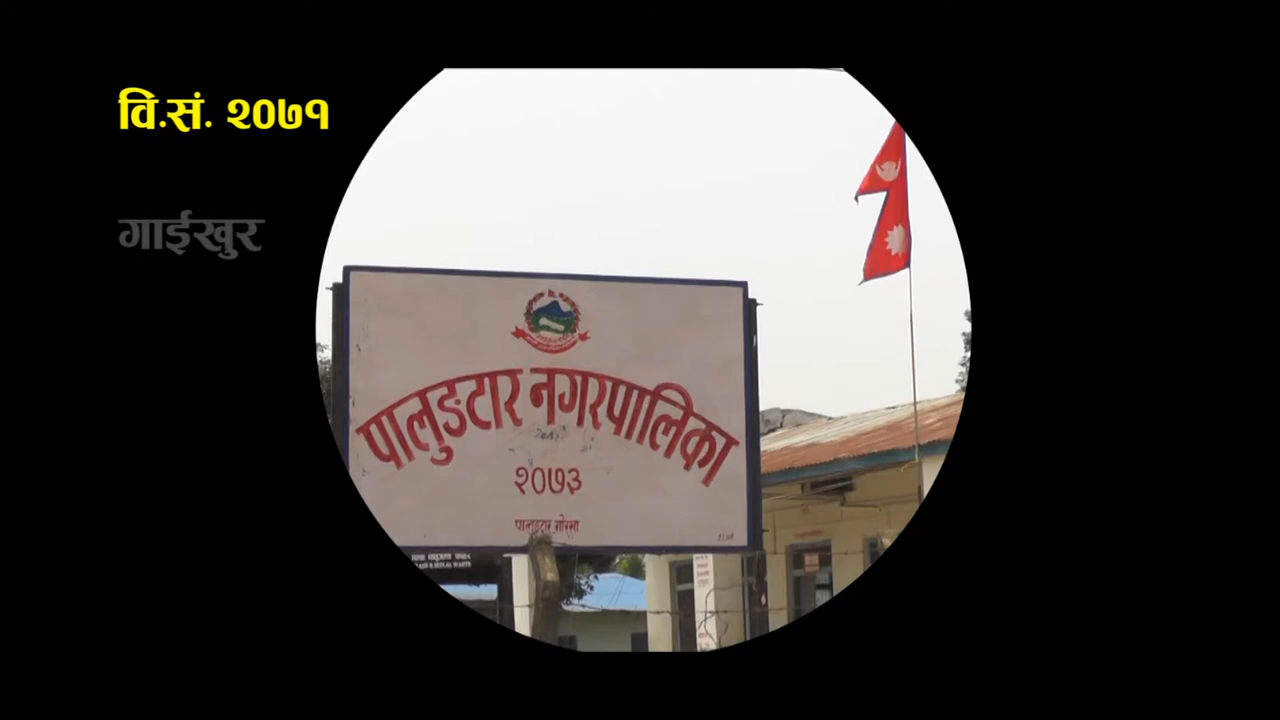 वि.सं. २०७१
गाईखुर
पालुङटार नगरपालिका
२०७३
पालुङटार, गोरखा